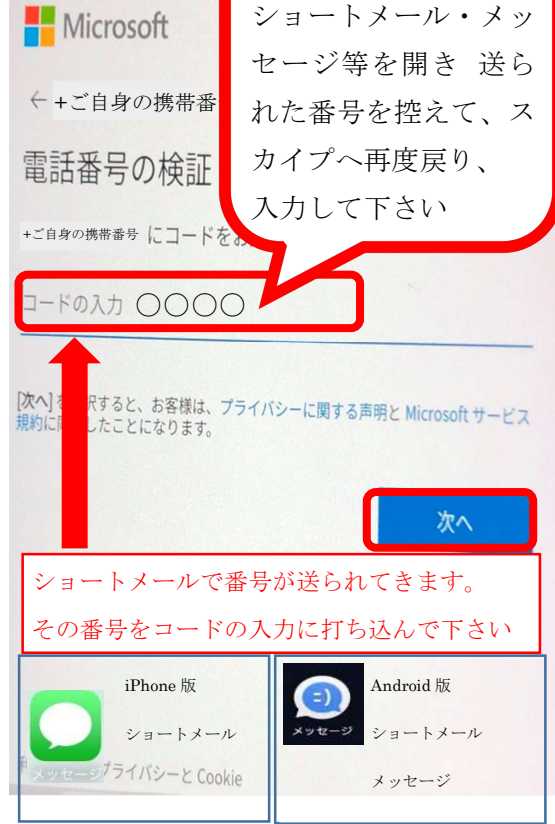 Microsoft
ショートメール・メッ
セージ等を開き 送ら
れた番号を控えて、ス
カイプへ再度戻り、
入力して下さい
← +ご自身の携帯番
電話番号の検証
+ご自身の携帯番号 にコードをお
コードの入力 〇〇〇〇
[次へ] を 択すると、お客様は、プライバシーに関する声明と Microsoft サービス
規約に したことになります。
次へ
ショートメールで番号が送られてきます。
その番号をコードの入力に打ち込んで下さい
iPhone 版
ショートメール
メッセージ
Android 版
ショートメール
メッセージ
メッセージ
プライバシーと Cookie